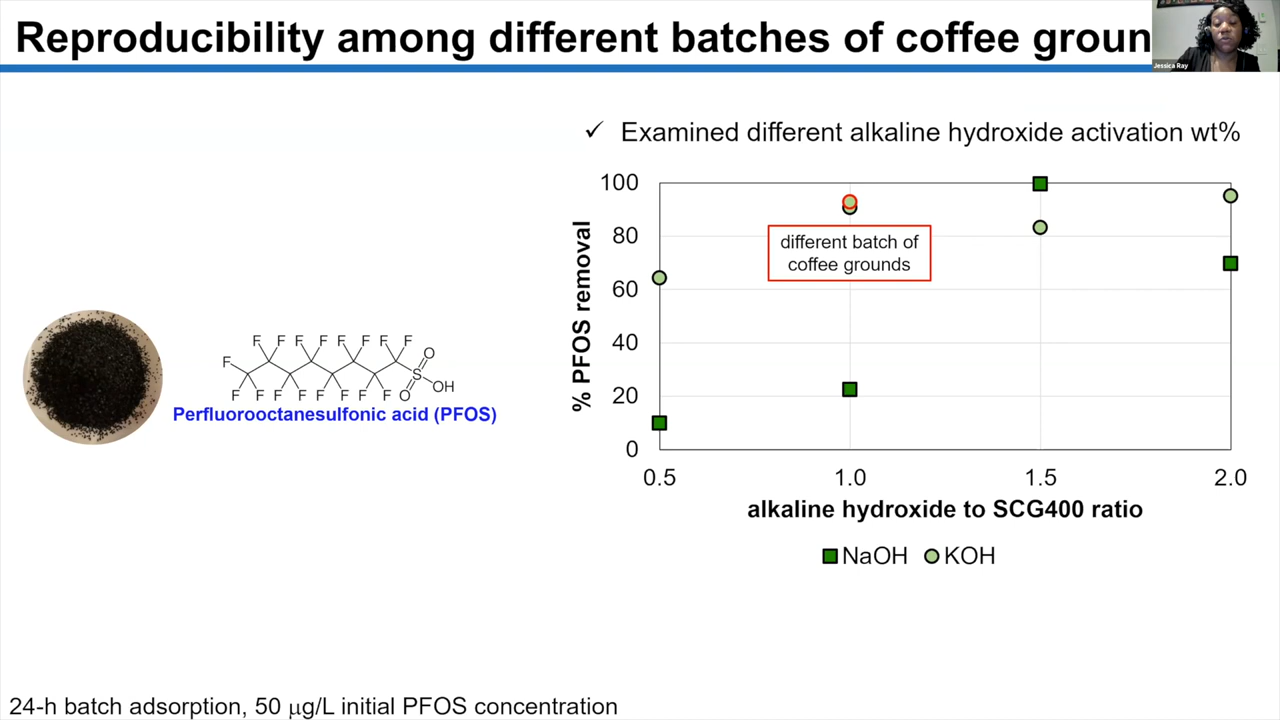 Reproducibility among different batches of coffee groun
Jessica Ray
✓ Examined different alkaline hydroxide activation wt%
100
80
60
40
20
0
% PFOS removal
different batch of
coffee grounds
0.5 1.0 1.5 2.0
alkaline hydroxide to SCG400 ratio
NaOH KOH
F F F F F F F F
F
O
S
OH
O
F F F F F F F F
Perfluorooctanesulfonic acid (PFOS)
24-h batch adsorption, 50 μg/L initial PFOS concentration